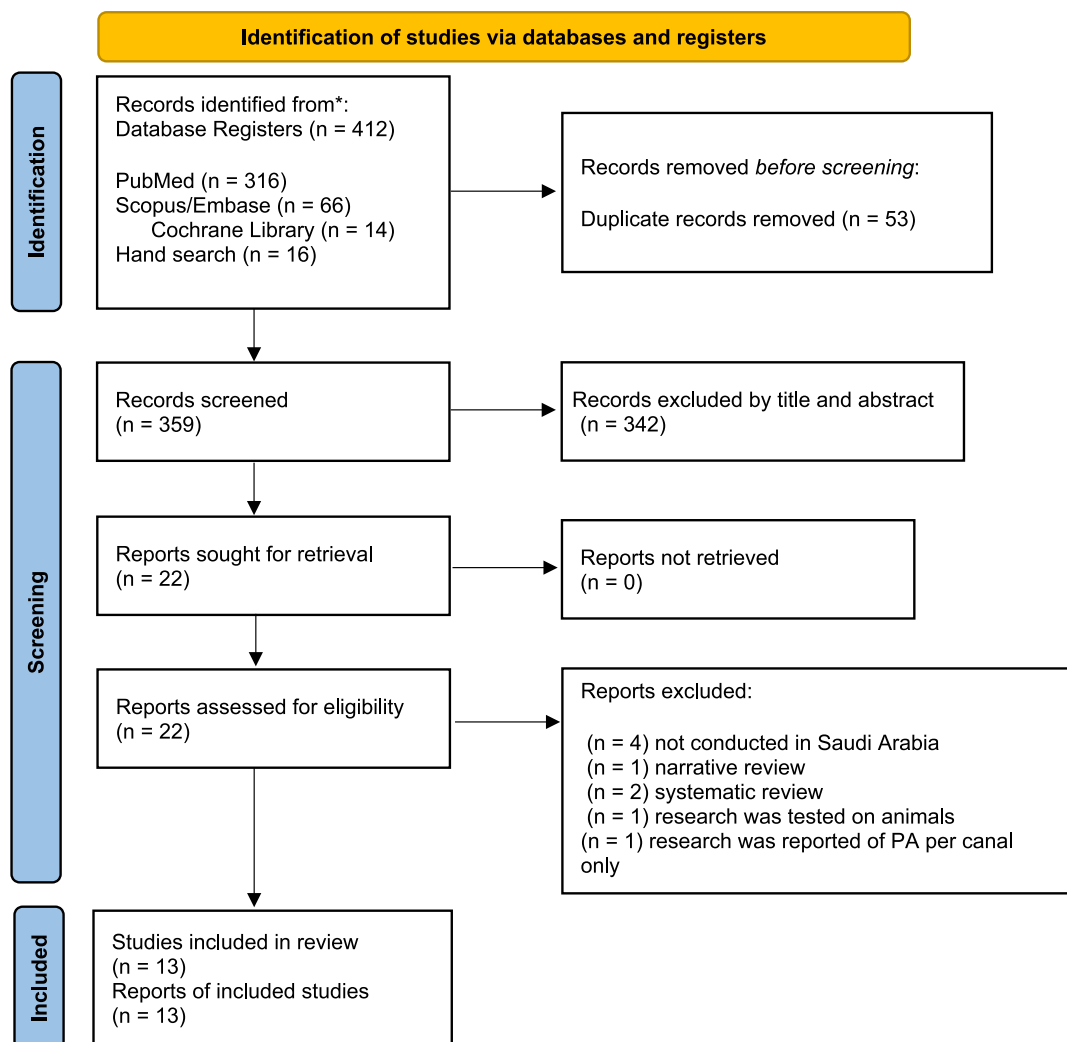 Identification of studies via databases and registers
Identification
Records identified from*:
Database Registers (n = 412)
PubMed (n = 316)
Scopus/Embase (n = 66)
Cochrane Library (n = 14)
Hand search (n = 16)
Records removed before screening:
Duplicate records removed (n = 53)
Screening
Records screened
(n = 359)
Records excluded by title and abstract
(n = 342)
Reports sought for retrieval
(n = 22)
Reports not retrieved
(n = 0)
Reports assessed for eligibility
(n = 22)
Reports excluded:
(n = 4) not conducted in Saudi Arabia
(n = 1) narrative review
(n = 2) systematic review
(n = 1) research was tested on animals
(n = 1) research was reported of PA per canal
only
Included
Studies included in review
(n = 13)
Reports of included studies
(n = 13)